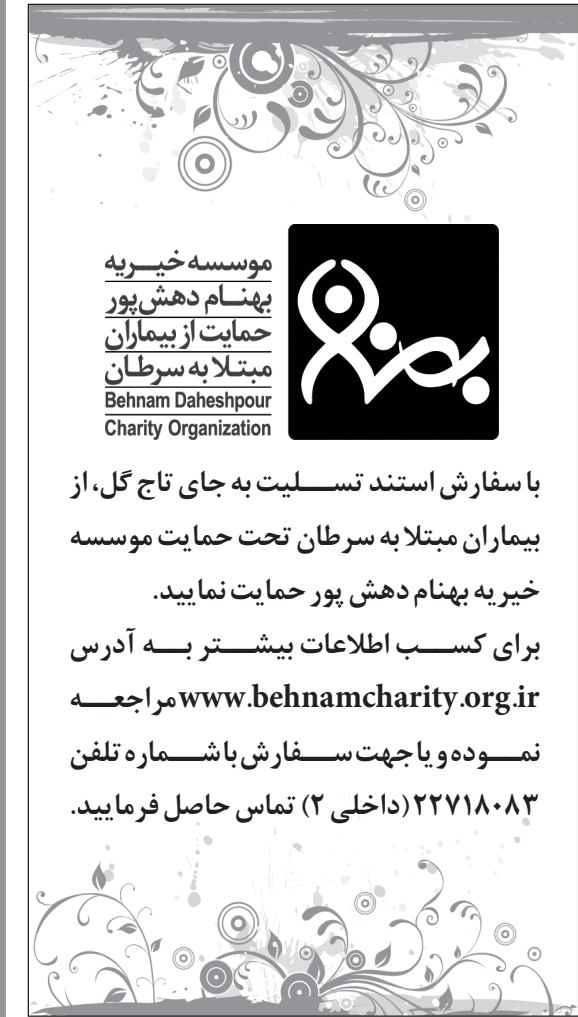 موسسه خیریه
بهنام دهش‌پور
حمایت از بیماران
مبتلا به سرطان
Behnam Daheshpour
Charity Organization
بهنام
با سفارش استند تسلیت به جای تاج گل، از
بیماران مبتلا به سرطان تحت حمایت موسسه
خیریه بهنام دهش پور حمایت نمایید.
برای کسب اطلاعات بیشتر به آدرس
www.behnamcharity.org.ir مراجعه
نموده و یا جهت سفارش با شماره تلفن
۲۲۷۱۸۰۸۳ (داخلی ۲) تماس حاصل فرمایید.